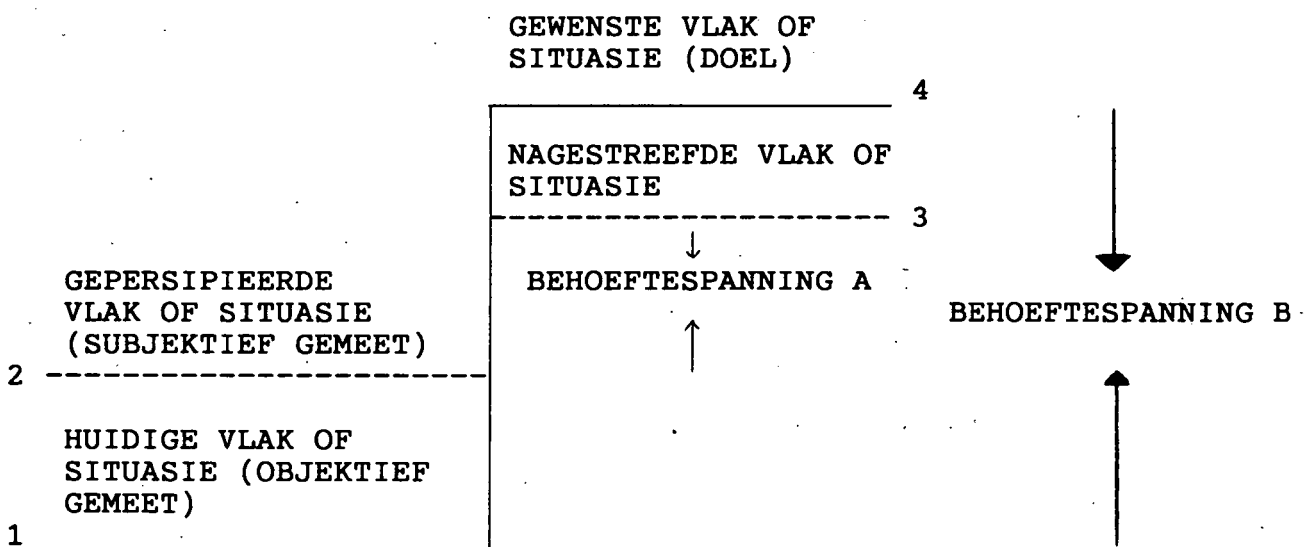 GEWENSTE VLAK OF
SITUASIE (DOEL)
4
NAGESTREEFDE VLAK OF
SITUASIE
3
GEPERSIPIEERDE
VLAK OF SITUASIE
(SUBJEKTIEF GEMEET)
2
BEHOEFTESPANNING A
BEHOEFTESPANNING B
HUIDIGE VLAK OF
SITUASIE (OBJEKTIEF
GEMEET)
1